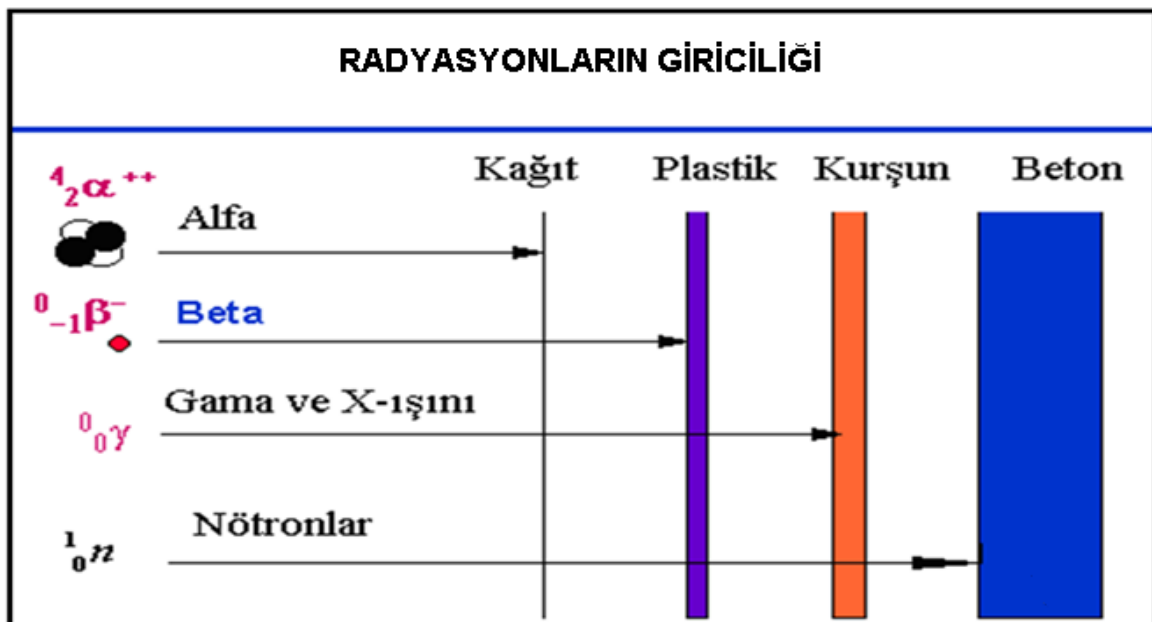 RADYASYONLARIN GİRİCİLİĞİ
Kağıt Plastik Kurşun Beton
⁴₂α⁺⁺ Alfa
⁰₋₁β⁻ Beta
⁰₀γ Gama ve X-ışını
¹₀n Nötronlar